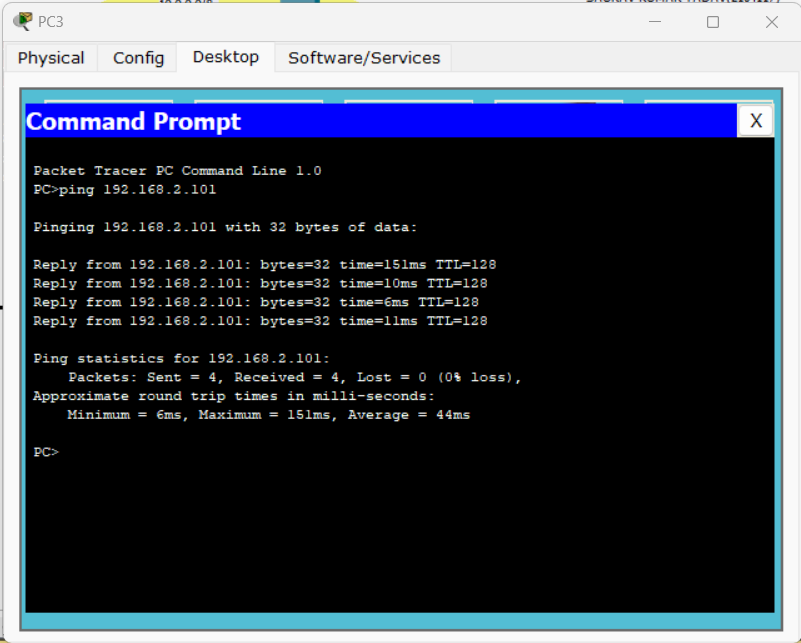 PC3
Physical Config Desktop Software/Services
Command Prompt X
Packet Tracer PC Command Line 1.0
PC>ping 192.168.2.101
Pinging 192.168.2.101 with 32 bytes of data:
Reply from 192.168.2.101: bytes=32 time=151ms TTL=128
Reply from 192.168.2.101: bytes=32 time=10ms TTL=128
Reply from 192.168.2.101: bytes=32 time=6ms TTL=128
Reply from 192.168.2.101: bytes=32 time=11ms TTL=128
Ping statistics for 192.168.2.101:
Packets: Sent = 4, Received = 4, Lost = 0 (0% loss),
Approximate round trip times in milli-seconds:
Minimum = 6ms, Maximum = 151ms, Average = 44ms
PC>